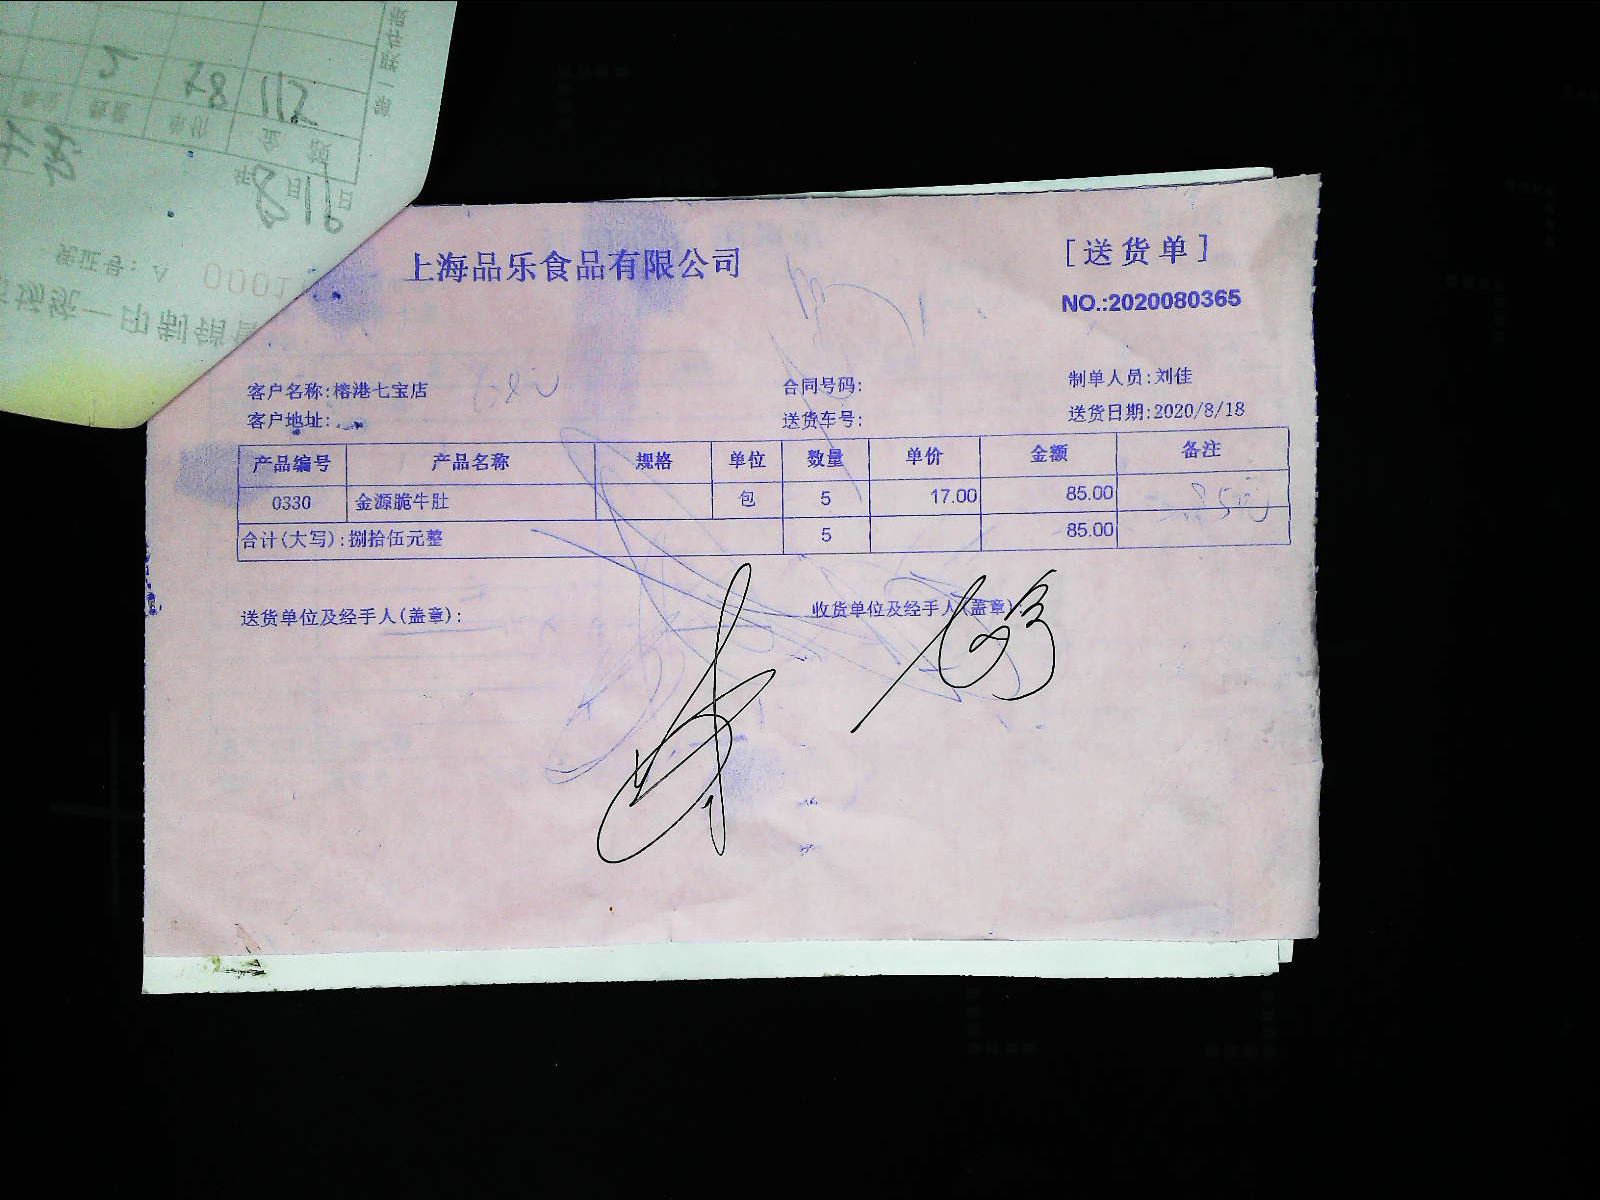 上海品乐食品有限公司
[送货单]
NO.:2020080365
客户名称:榕港七宝店
合同号码:
制单人员:刘佳
客户地址:
送货车号:
送货日期:2020/8/18
产品编号 产品名称 规格 单位 数量 单价 金额 备注
0330 金源脆牛肚 包 5 17.00 85.00
合计(大写):捌拾伍元整 5 85.00
送货单位及经手人(盖章):
收货单位及经手人(盖章)